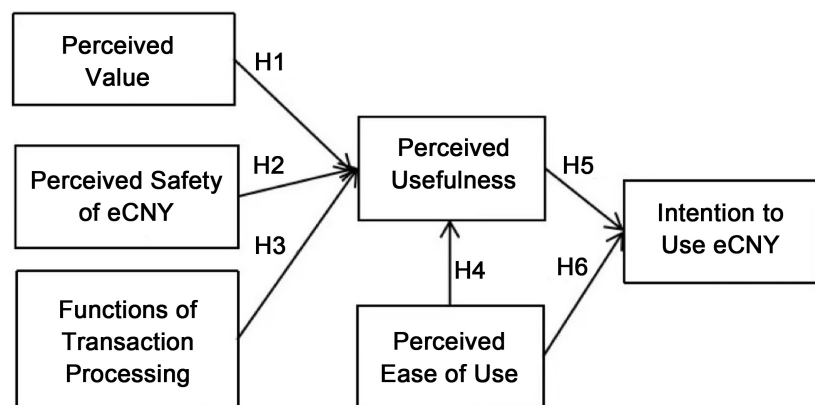 Perceived
Value
H1
Perceived Safety
of eCNY
H2
Functions of
Transaction
Processing
H3
Perceived
Usefulness
H4
Perceived
Ease of Use
H5
H6
Intention to
Use eCNY